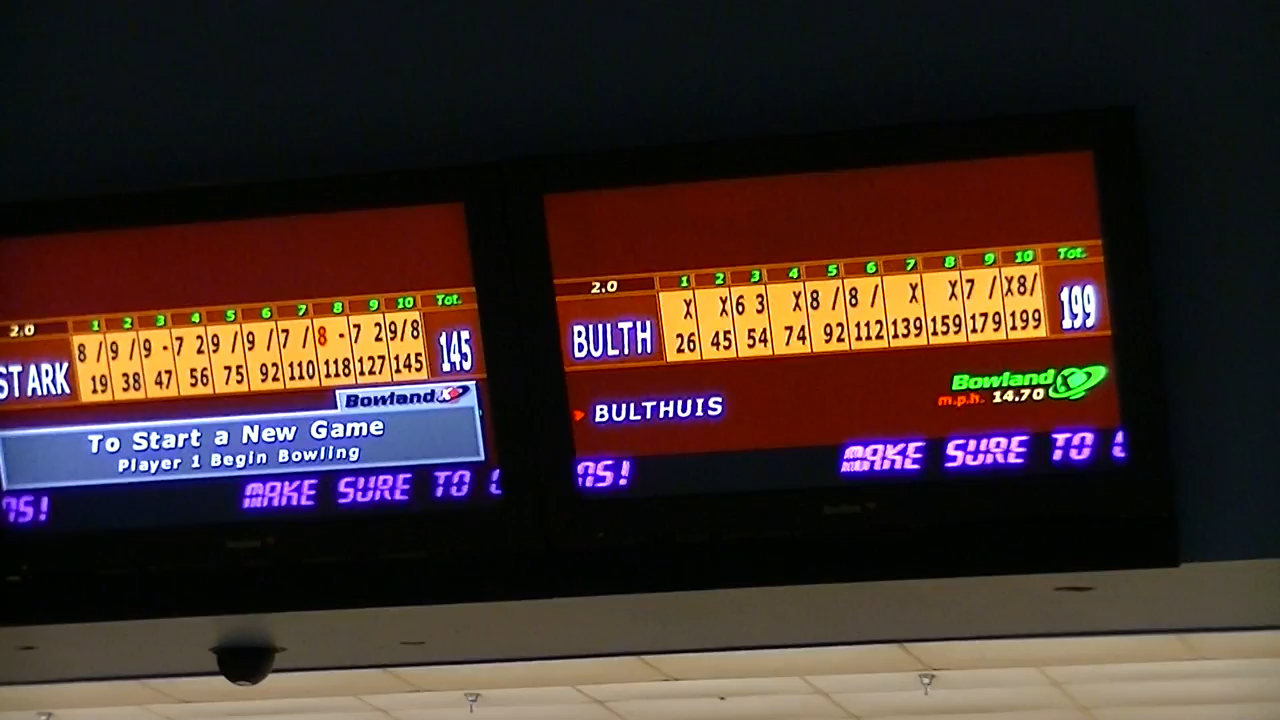 2.0 1 2 3 4 5 6 7 8 9 10 Tot.
STARK 8 / 9 / 9 - 7 2 9 / 9 / 7 / 8 - 7 2 9/8 145
19 38 47 56 75 92 110 118 127 145
Bowland
To Start a New Game
Player 1 Begin Bowling
MAKE SURE TO
2.0 1 2 3 4 5 6 7 8 9 10 Tot.
BULTH X X 6 3 X 8 / 8 / X X 7 / X8/ 199
26 45 54 74 92 112 139 159 179 199
BULTHUIS
Bowland
m.p.h. 14.70
MAKE SURE TO